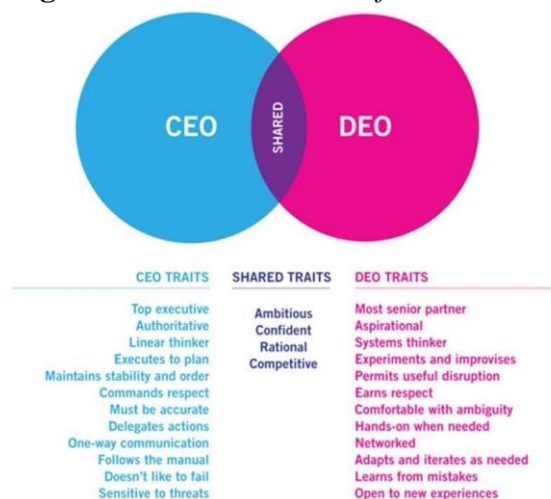 CEO
SHARED
DEO
CEO TRAITS
Top executive
Authoritative
Linear thinker
Executes to plan
Maintains stability and order
Commands respect
Must be accurate
Delegates actions
One-way communication
Follows the manual
Doesn't like to fail
Sensitive to threats
SHARED TRAITS
Ambitious
Confident
Rational
Competitive
DEO TRAITS
Most senior partner
Aspirational
Systems thinker
Experiments and improvises
Permits useful disruption
Earns respect
Comfortable with ambiguity
Hands-on when needed
Networked
Adapts and iterates as needed
Learns from mistakes
Open to new experiences